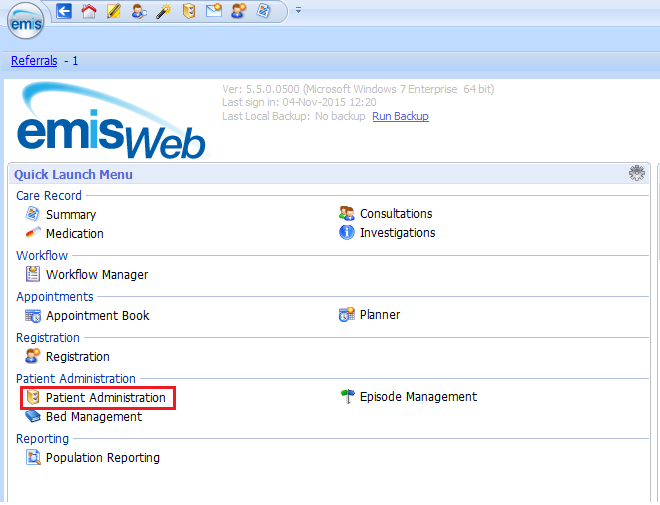 emis
Referrals - 1
emisWeb
Ver: 5.5.0.0500 (Microsoft Windows 7 Enterprise 64 bit)
Last sign in: 04-Nov-2015 12:20
Last Local Backup: No backup Run Backup
Quick Launch Menu
Care Record
Summary
Consultations
Medication
Investigations
Workflow
Workflow Manager
Appointments
Appointment Book
Planner
Registration
Registration
Patient Administration
Patient Administration
Episode Management
Bed Management
Reporting
Population Reporting